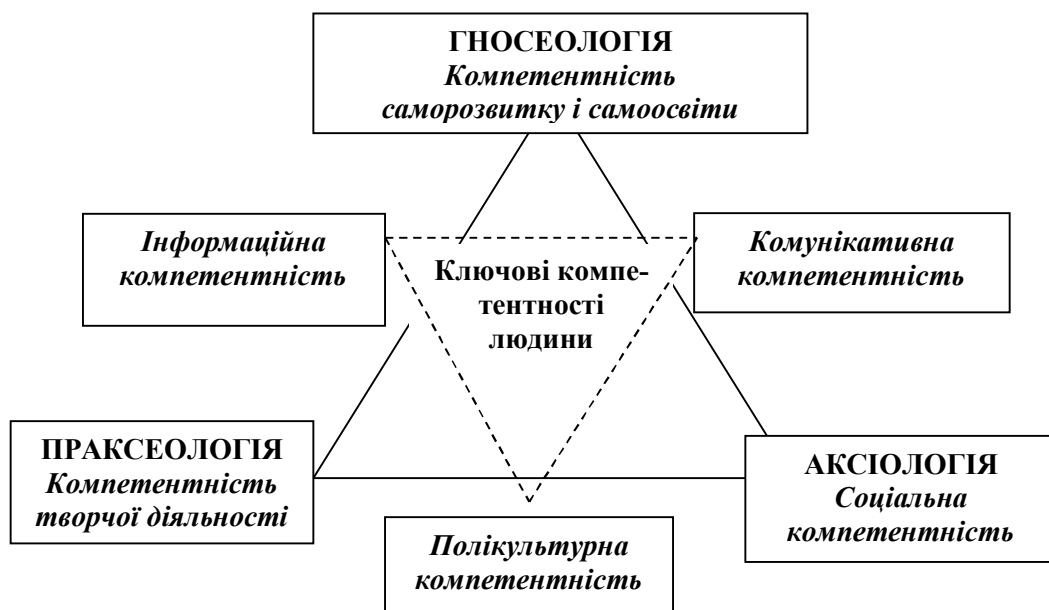 ГНОСЕОЛОГІЯ
Компетентність
саморозвитку і самоосвіти
Інформаційна
компетентність
Ключові компе-
тентності
людини
Комунікативна
компетентність
ПРАКСЕОЛОГІЯ
Компетентність
творчої діяльності
АКСІОЛОГІЯ
Соціальна
компетентність
Полікультурна
компетентність